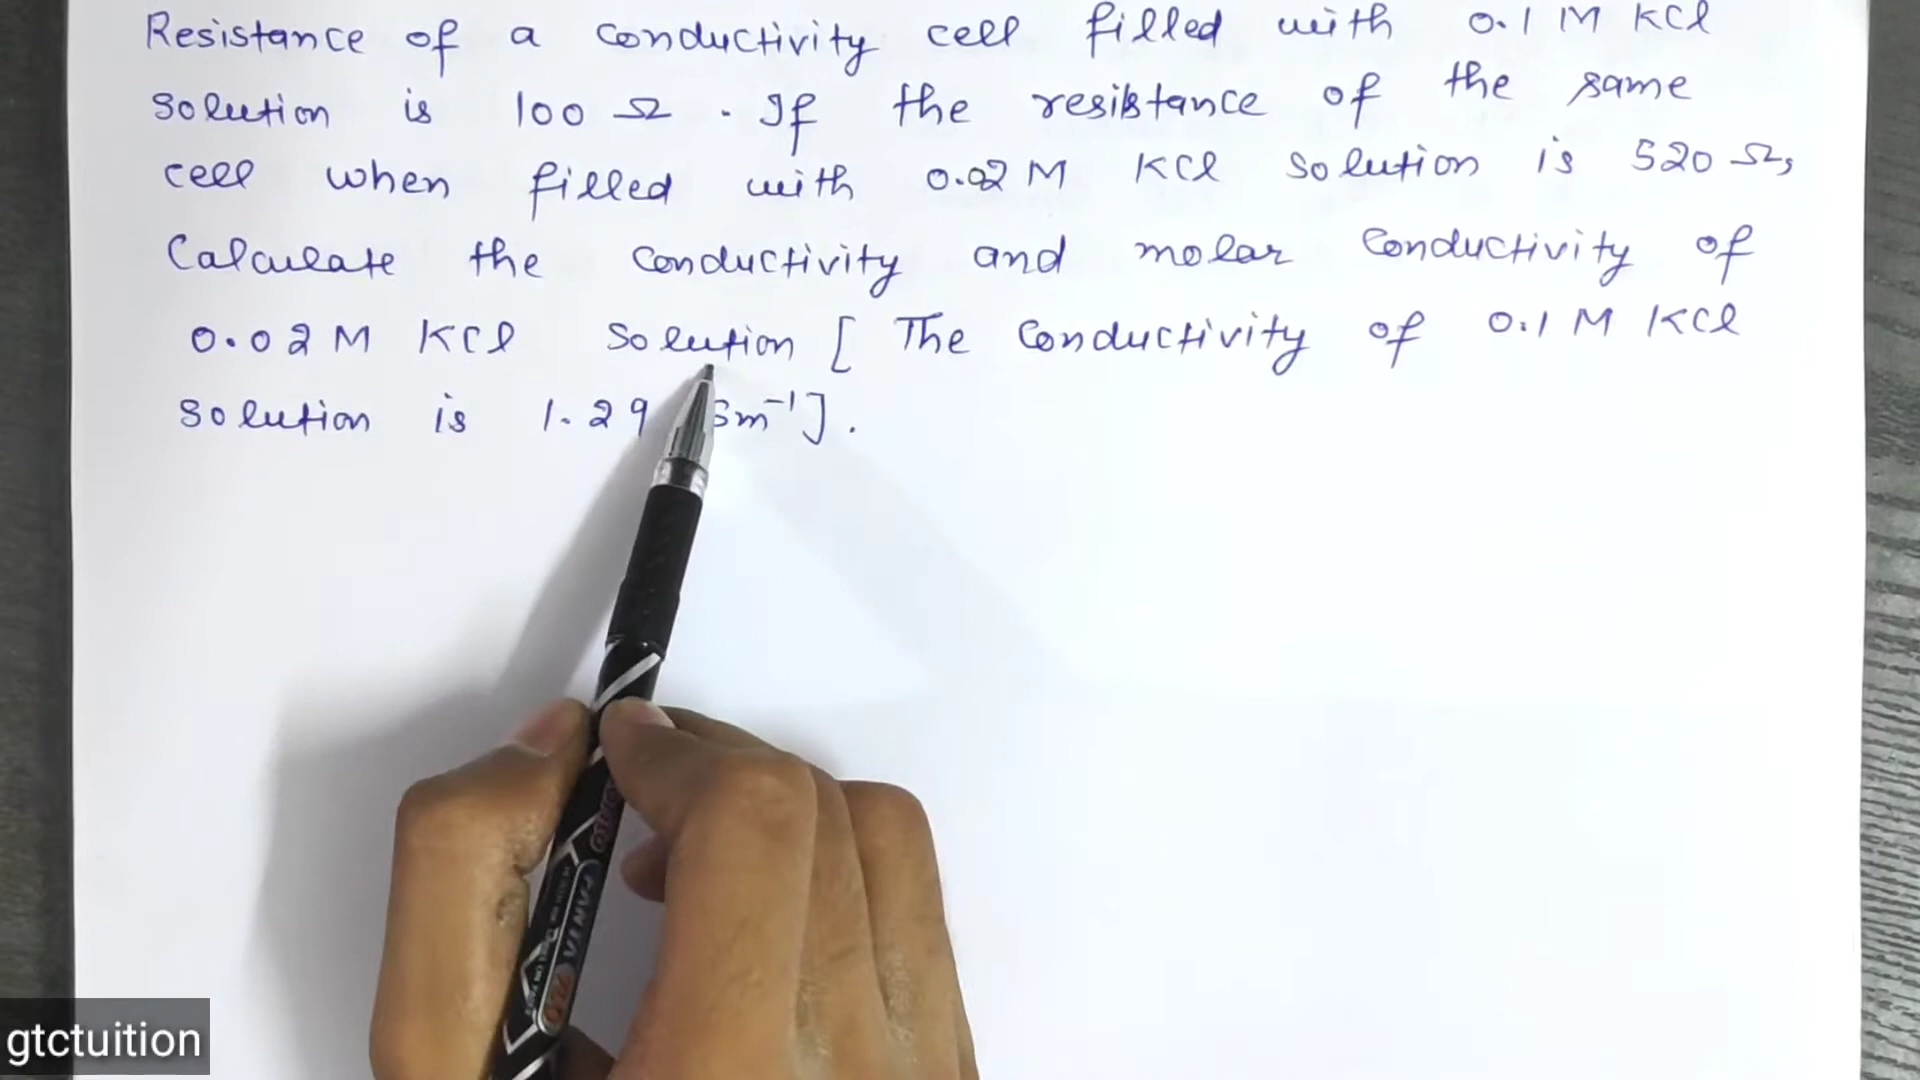 Resistance of a conductivity cell filled with 0.1 M KCl
solution is 100 Ω. If the resistance of the same
cell when filled with 0.02 M KCl solution is 520 Ω,
Calculate the conductivity and molar conductivity of
0.02 M KCl solution [ The conductivity of 0.1 M KCl
solution is 1.29 Sm⁻¹].
gtctuition